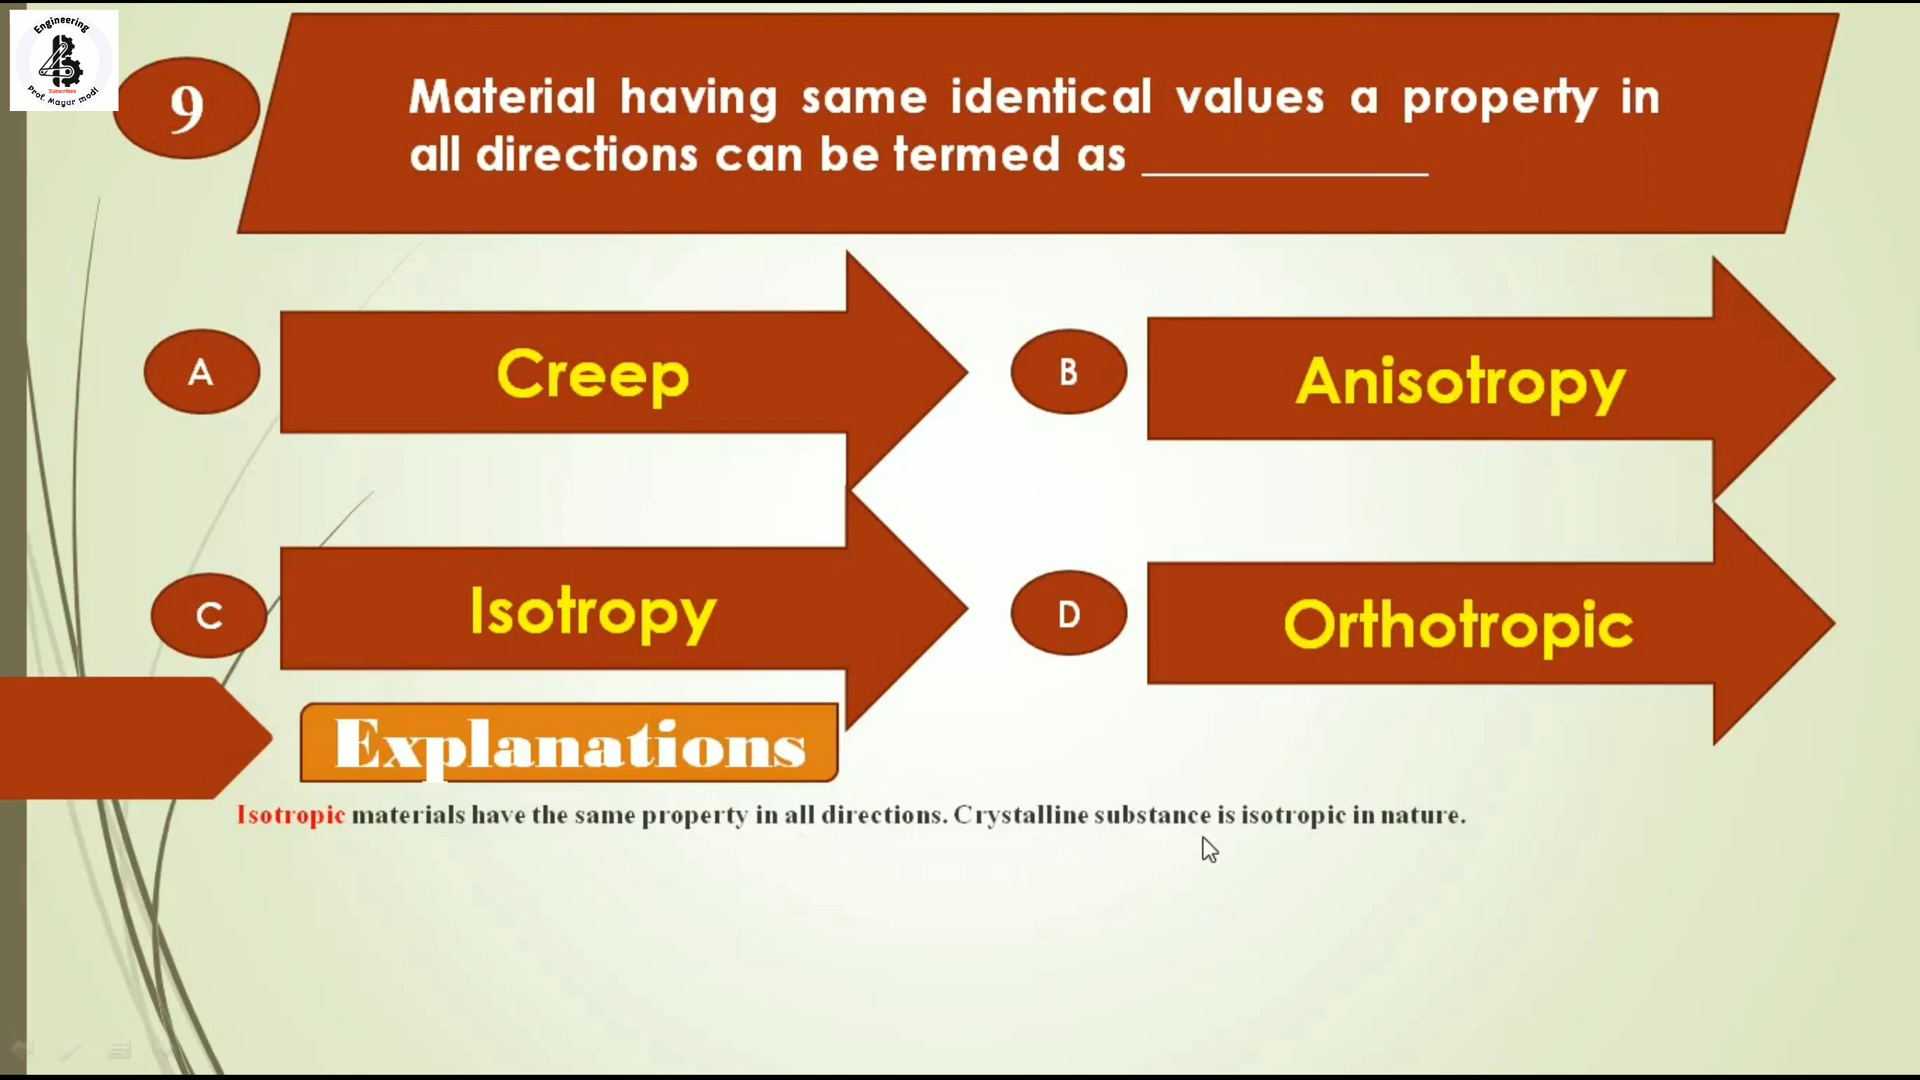 Engineering
Subscribes
Prof. Mayur modi
9
Material having same identical values a property in
all directions can be termed as ____________
A
Creep
B
Anisotropy
C
Isotropy
D
Orthotropic
Explanations
Isotropic materials have the same property in all directions. Crystalline substance is isotropic in nature.